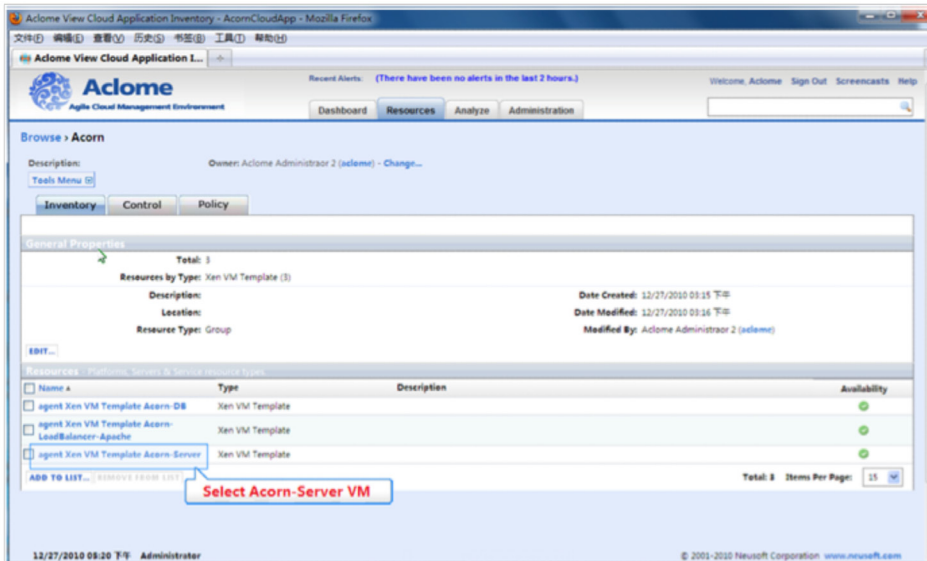 Aclome View Cloud Application Inventory - AcornCloudApp - Mozilla Firefox
文件(F) 编辑(E) 查看(V) 历史(S) 书签(B) 工具(T) 帮助(H)
Aclome View Cloud Application I...
Aclome
Agile Cloud Management Environment
Recent Alerts: (There have been no alerts in the last 2 hours.)
Welcome, Aclome Sign Out Screencasts Help
Dashboard Resources Analyze Administration
Browse > Acorn
Description: Owner: Aclome Administraor 2 (aclome) - Change...
Tools Menu
Inventory Control Policy
General Properties
Total: 3
Resources by Type: Xen VM Template (3)
Description: Date Created: 12/27/2010 03:15 下午
Location: Date Modified: 12/27/2010 03:16 下午
Resource Type: Group Modified By: Aclome Administraor 2 (aclome)
EDIT...
Resources - Platforms, Servers & Service resource types
Name Type Description Availability
agent Xen VM Template Acorn-DB Xen VM Template
agent Xen VM Template Acorn-LoadBalancer-Apache Xen VM Template
agent Xen VM Template Acorn-Server Xen VM Template
ADD TO LIST... REMOVE FROM LIST Total: 3 Items Per Page: 15
Select Acorn-Server VM
12/27/2010 05:20 下午 Administrator © 2001-2010 Neusoft Corporation www.neusoft.com